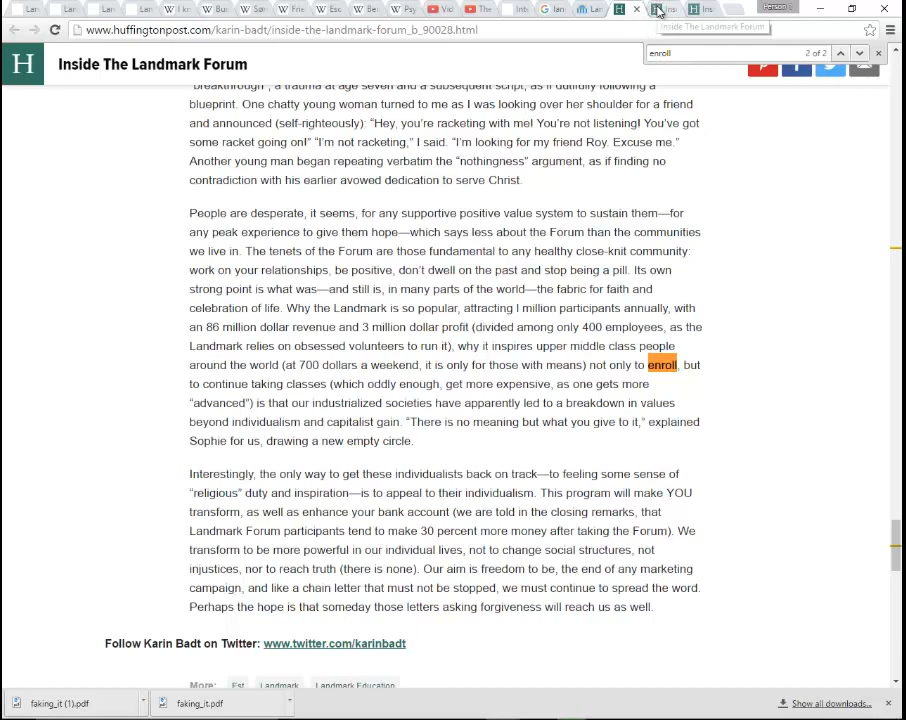 Lan
Lan
Lan
Lan
I k
Bu
Sø
Frie
Esc
Be
Psy
Vid
The
Int
lan
Lar
Ins
Ins
Person
www.huffingtonpost.com/karin-badt/inside-the-landmark-forum_b_90028.html
Inside The Landmark Forum
enroll
2 of 2
H
Inside The Landmark Forum
"breakthrough", a trauma at age seven and a subsequent script, as if dutifully following a
blueprint. One chatty young woman turned to me as I was looking over her shoulder for a friend
and announced (self-righteously): “Hey, you’re racketing with me! You’re not listening! You’ve got
some racket going on!” “I’m not racketing,” I said. “I’m looking for my friend Roy. Excuse me.”
Another young man began repeating verbatim the “nothingness” argument, as if finding no
contradiction with his earlier avowed dedication to serve Christ.
People are desperate, it seems, for any supportive positive value system to sustain them—for
any peak experience to give them hope—which says less about the Forum than the communities
we live in. The tenets of the Forum are those fundamental to any healthy close-knit community:
work on your relationships, be positive, don’t dwell on the past and stop being a pill. Its own
strong point is what was—and still is, in many parts of the world—the fabric for faith and
celebration of life. Why the Landmark is so popular, attracting l million participants annually, with
an 86 million dollar revenue and 3 million dollar profit (divided among only 400 employees, as the
Landmark relies on obsessed volunteers to run it), why it inspires upper middle class people
around the world (at 700 dollars a weekend, it is only for those with means) not only to enroll, but
to continue taking classes (which oddly enough, get more expensive, as one gets more
“advanced”) is that our industrialized societies have apparently led to a breakdown in values
beyond individualism and capitalist gain. “There is no meaning but what you give to it,” explained
Sophie for us, drawing a new empty circle.
Interestingly, the only way to get these individualists back on track—to feeling some sense of
“religious” duty and inspiration—is to appeal to their individualism. This program will make YOU
transform, as well as enhance your bank account (we are told in the closing remarks, that
Landmark Forum participants tend to make 30 percent more money after taking the Forum). We
transform to be more powerful in our individual lives, not to change social structures, not
injustices, nor to reach truth (there is none). Our aim is freedom to be, the end of any marketing
campaign, and like a chain letter that must not be stopped, we must continue to spread the word.
Perhaps the hope is that someday those letters asking forgiveness will reach us as well.
Follow Karin Badt on Twitter: www.twitter.com/karinbadt
More: Est Landmark Landmark Education
faking_it (1).pdf
faking_it.pdf
Show all downloads...